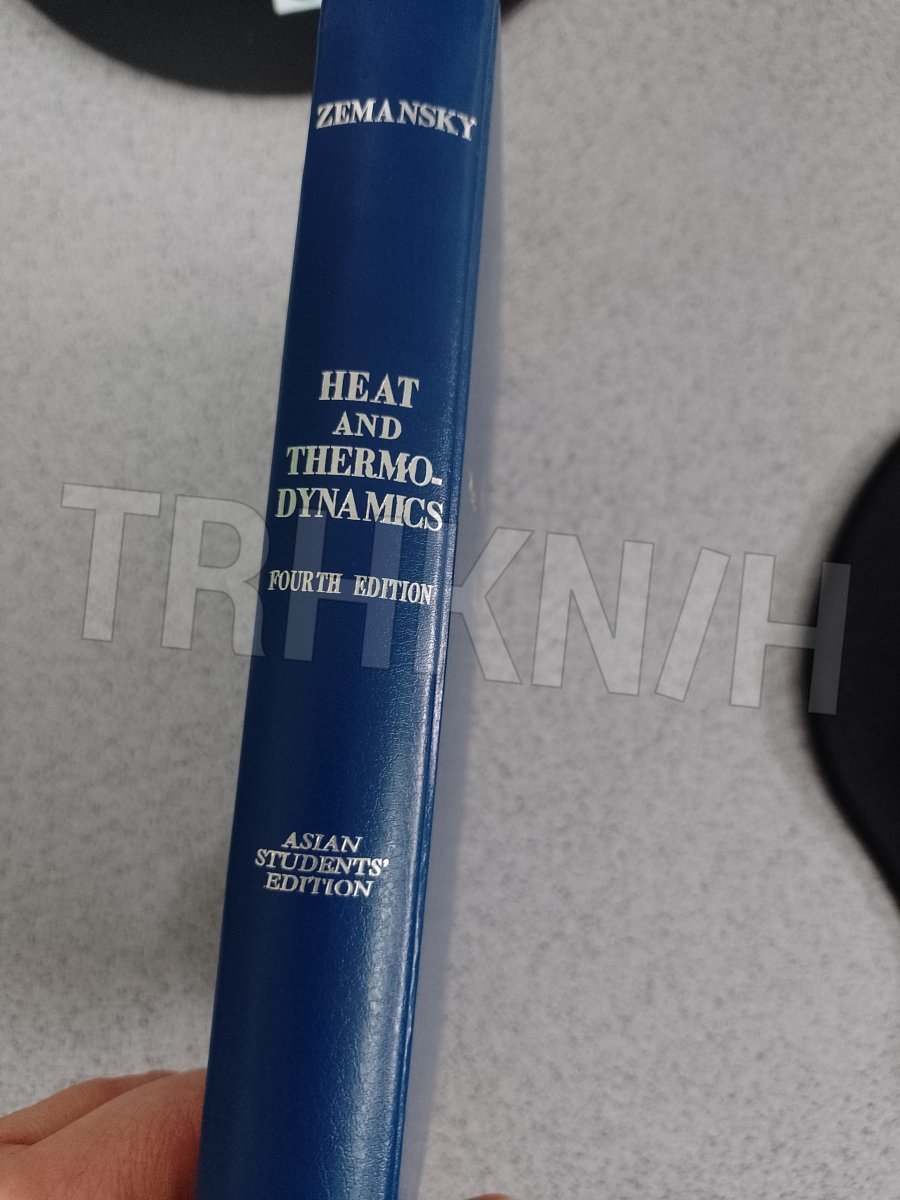 ZEMANSKY
HEAT
AND
THERMO-
DYNAMICS
FOURTH EDITION
TRHKN/H
ASIAN
STUDENTS'
EDITION